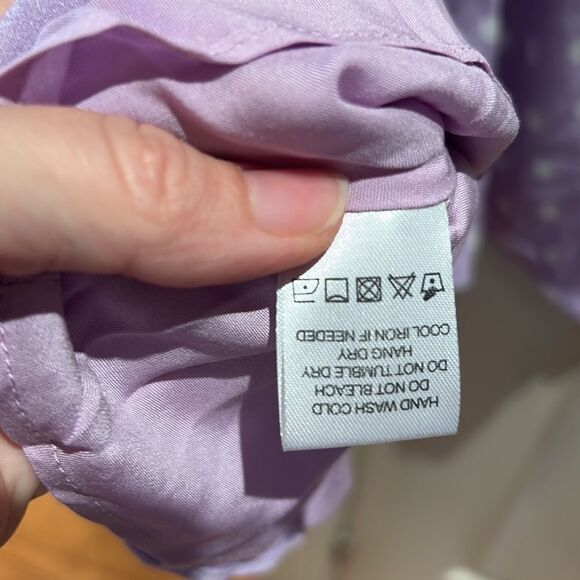 HAND WASH COLD
DO NOT BLEACH
DO NOT TUMBLE DRY
HANG DRY
COOL IRON IF NEEDED